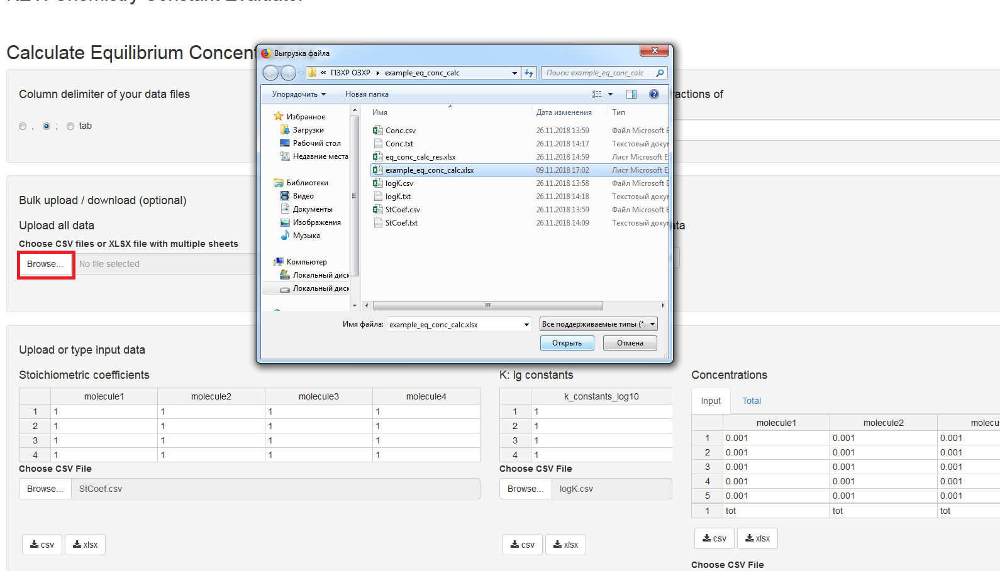 Calculate Equilibrium Concent
Column delimiter of your data files
, ; tab
ractions of
Bulk upload / download (optional)
Upload all data
ata
Choose CSV files or XLSX file with multiple sheets
Browse... No file selected
Выгрузка файла
« ПЗХР ОЗХР example_eq_conc_calc
Поиск: example_eq_conc_calc
Упорядочить Новая папка
Избранное
Загрузки
Рабочий стол
Недавние места
Библиотеки
Видео
Документы
Изображения
Музыка
Компьютер
Локальный диск
Локальный диск
Имя Дата изменения Тип
Conc.csv 26.11.2018 13:59 Файл Microsoft E
Conc.txt 26.11.2018 14:17 Текстовый докум
eq_conc_calc_res.xlsx 26.11.2018 14:59 Лист Microsoft E
example_eq_conc_calc.xlsx 09.11.2018 17:02 Лист Microsoft E
logK.csv 26.11.2018 13:58 Файл Microsoft E
logK.txt 26.11.2018 14:18 Текстовый докум
StCoef.csv 26.11.2018 13:59 Файл Microsoft E
StCoef.txt 26.11.2018 14:09 Текстовый докум
Имя файла: example_eq_conc_calc.xlsx Все поддерживаемые типы (*.
Открыть Отмена
Upload or type input data
Stoichiometric coefficients
molecule1 molecule2 molecule3 molecule4
1 1 1 1 1
2 1 1 1 1
3 1 1 1 1
4 1 1 1 1
Choose CSV File
Browse... StCoef.csv
csv xlsx
K: lg constants
k_constants_log10
1 1
2 1
3 1
4 1
Choose CSV File
Browse... logK.csv
csv xlsx
Concentrations
Input Total
molecule1 molecule2 molecu
1 0.001 0.001 0.001
2 0.001 0.001 0.001
3 0.001 0.001 0.001
4 0.001 0.001 0.001
5 0.001 0.001 0.001
1 tot tot tot
csv xlsx
Choose CSV File